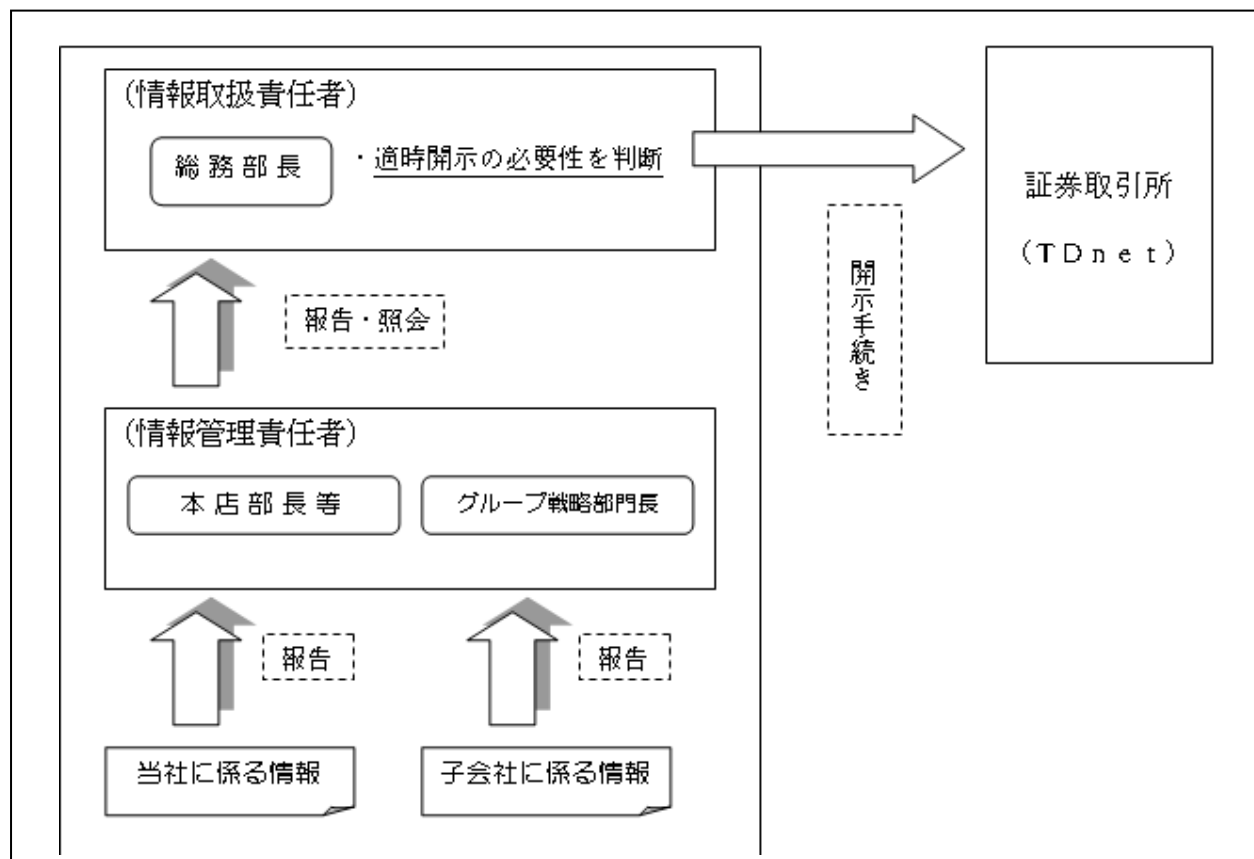 (情報取扱責任者)
総務部長
・適時開示の必要性を判断
証券取引所
(TDnet)
開示手続き
報告・照会
(情報管理責任者)
本店部長等
グループ戦略部門長
報告
報告
当社に係る情報
子会社に係る情報